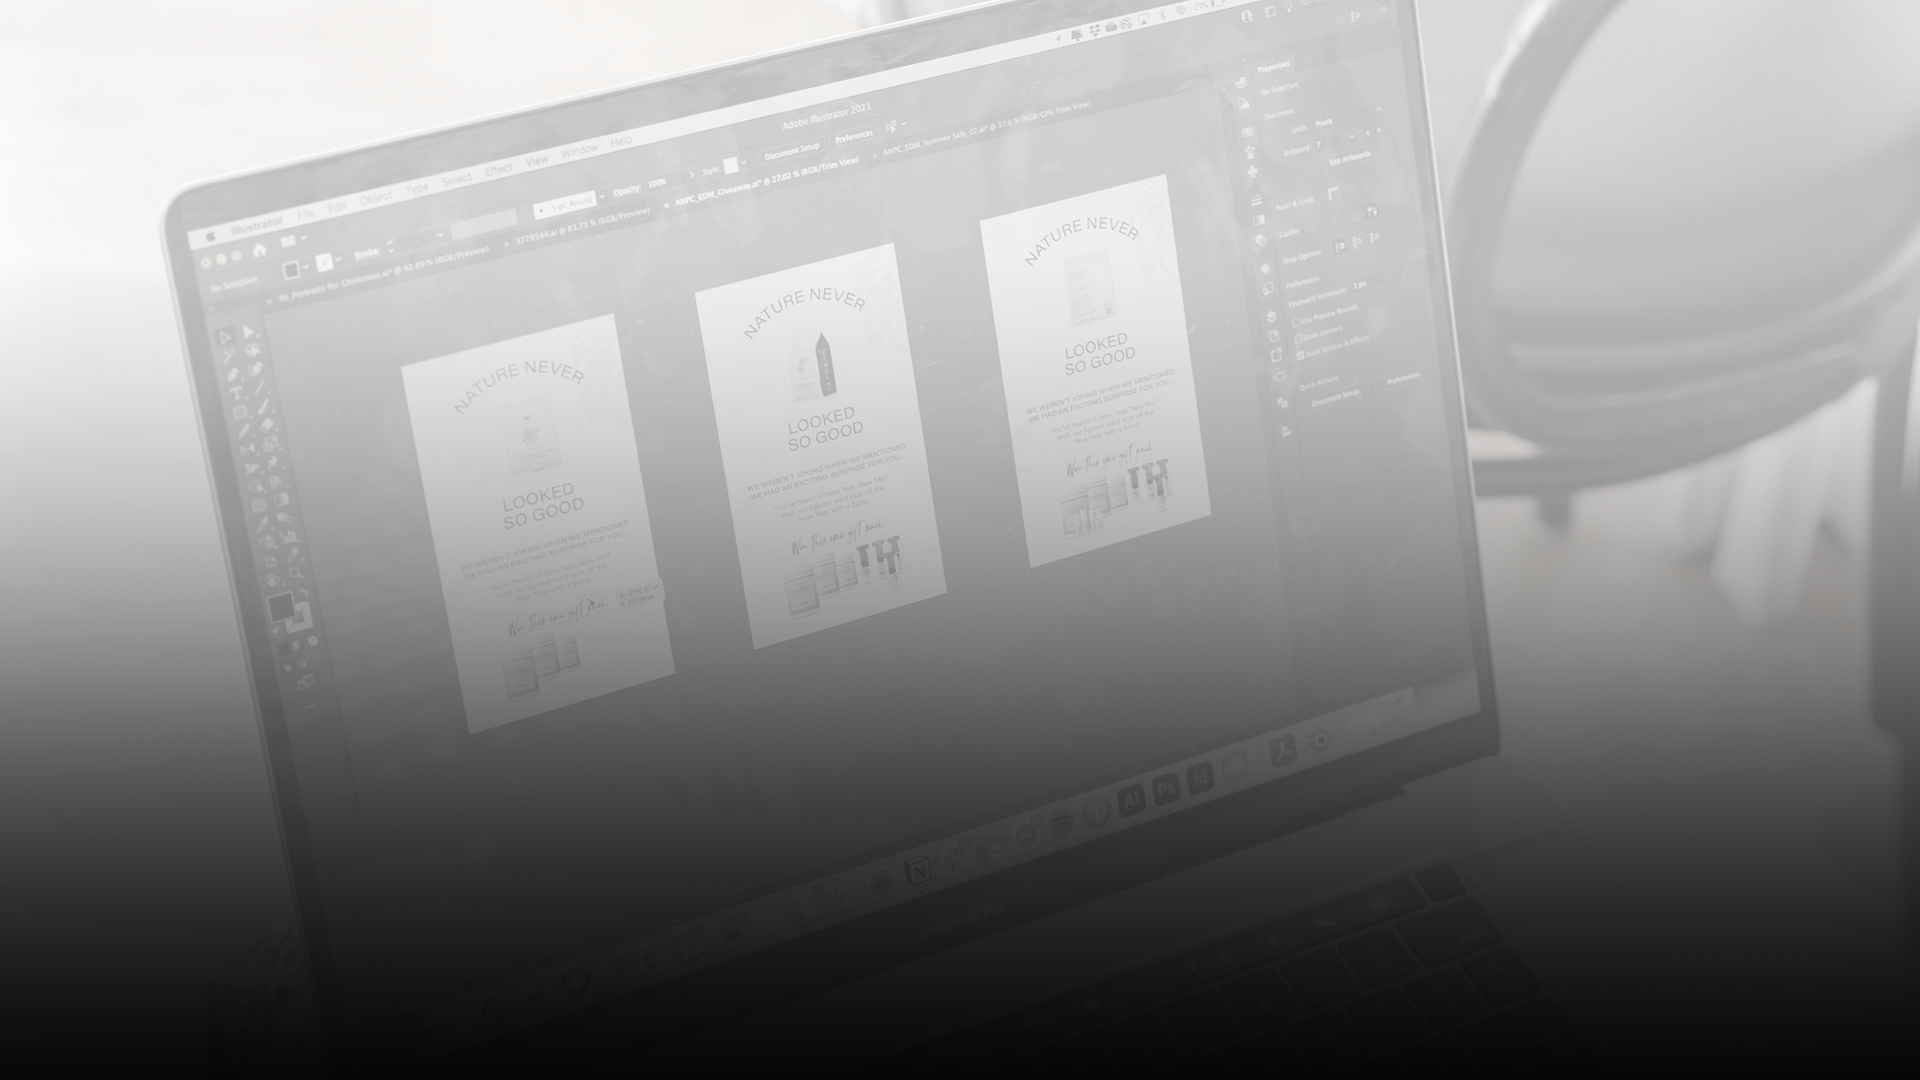 21%
Illustrator File Edit Object Type Select Effect View Window Help
Adobe Illustrator 2021
No Selection
Stroke:
5 pt. Round
Opacity: 100%
Style:
Document Setup
Preferences
BS_Portraits for Christmas.ai* @ 42.89 % (RGB/Preview)
3778544.ai @ 61.73 % (RGB/Preview)
ANPC_EDM_Giveaway.ai* @ 27.02 % (RGB/Trim View)
ANPC_EDM_Summer Sale_02.ai* @ 37.6 % (RGB/CPU Trim View)
NATURE NEVER
LOOKED
SO GOOD
WE WEREN'T JOKING WHEN WE MENTIONED
WE HAD AN EXCITING SURPRISE FOR YOU...
You've heard of New Year, New Me?
Well, we figured we'd kick off the
New Year with a bang.
Win this epic gift pack.
NATURE NEVER
LOOKED
SO GOOD
WE WEREN'T JOKING WHEN WE MENTIONED
WE HAD AN EXCITING SURPRISE FOR YOU...
You've heard of New Year, New Me?
Well, we figured we'd kick off the
New Year with a bang.
Win this epic gift pack.
NATURE NEVER
LOOKED
SO GOOD
WE WEREN'T JOKING WHEN WE MENTIONED
WE HAD AN EXCITING SURPRISE FOR YOU...
You've heard of New Year, New Me?
Well, we figured we'd kick off the
New Year with a bang.
Win this epic gift pack.
Properties
No Selection
Document
Units: Pixels
Artboard: 7
Edit Artboards
Ruler & Grids
Guides
Snap Options
Preferences
Keyboard Increment: 1 px
Use Preview Bounds
Scale Corners
Scale Strokes & Effects
Quick Actions
Document Setup
Preferences
N
Ai
Ps
Id
MacBook Pro